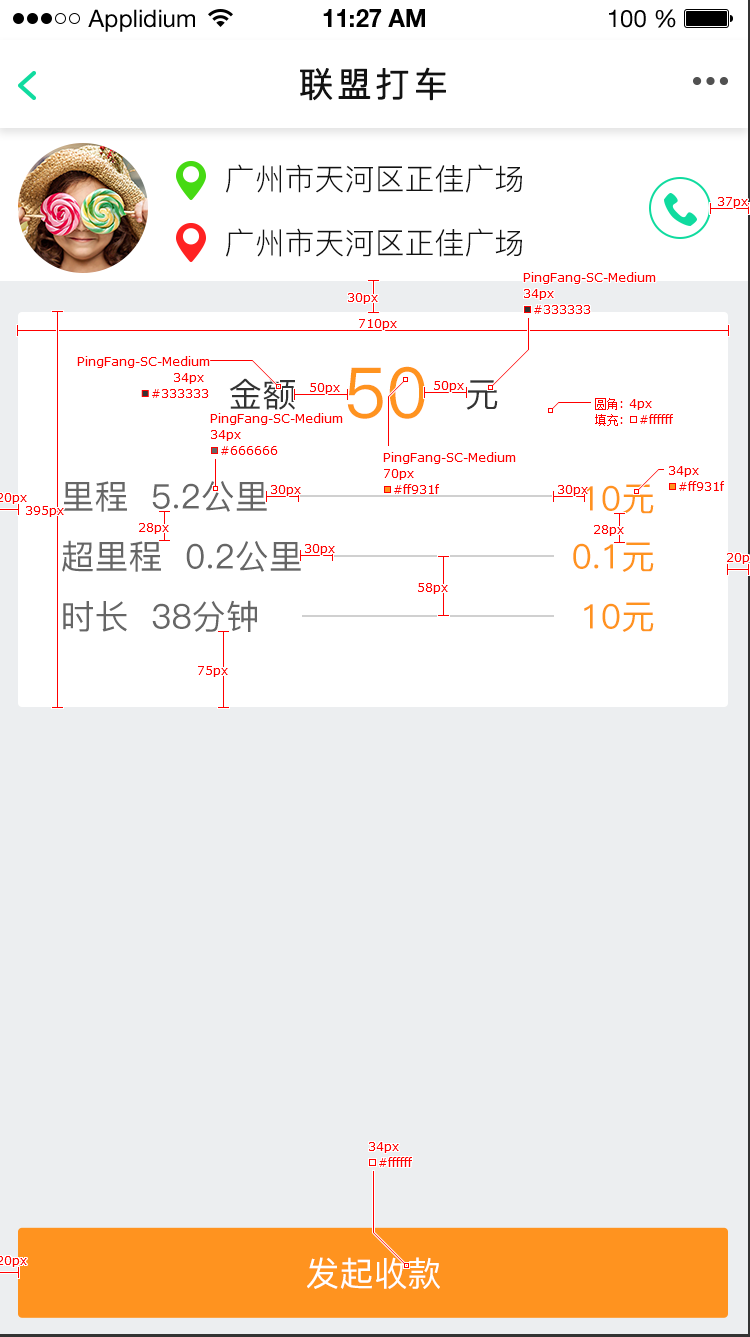 Applidium 11:27 AM 100 %
联盟打车
广州市天河区正佳广场
37px
广州市天河区正佳广场
PingFang-SC-Medium
34px
#333333
30px
710px
PingFang-SC-Medium
34px
#333333
金额 50px 50 50px 元
圆角: 4px
填充: #ffffff
PingFang-SC-Medium
34px
#666666
PingFang-SC-Medium
70px
#ff931f
34px
#ff931f
20px
395px
里程 5.2公里 30px 30px 10元
28px 28px
超里程 0.2公里 30px 0.1元
20p
58px
时长 38分钟 10元
75px
34px
#ffffff
20px
发起收款